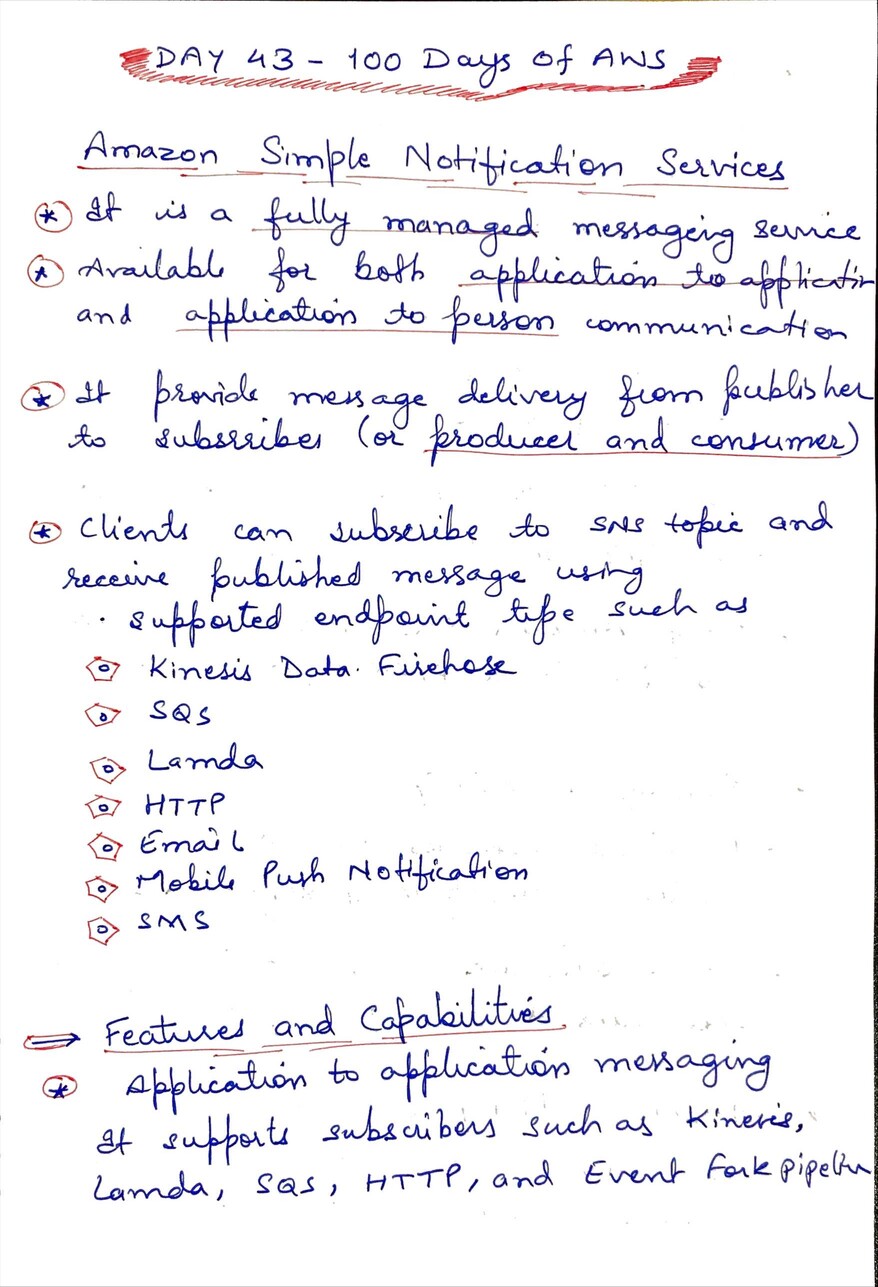 DAY 43 - 100 Days of AWS
Amazon Simple Notification Services
It is a fully managed messageing service
Available for both application to applicatin
and application to person communication
It provide message delivery from publisher
to subssribes (or producer and consumer)
Clients can subscribe to SNS topic and
receive published message using
supported endpoint type such as
Kinesis Data Firehose
SQS
Lamda
HTTP
Email
Mobile Push Notification
SMS
Features and Capabilities
Application to application messaging
It supports subscribers such as Kinesis,
Lamda, SQS, HTTP, and Event Fork